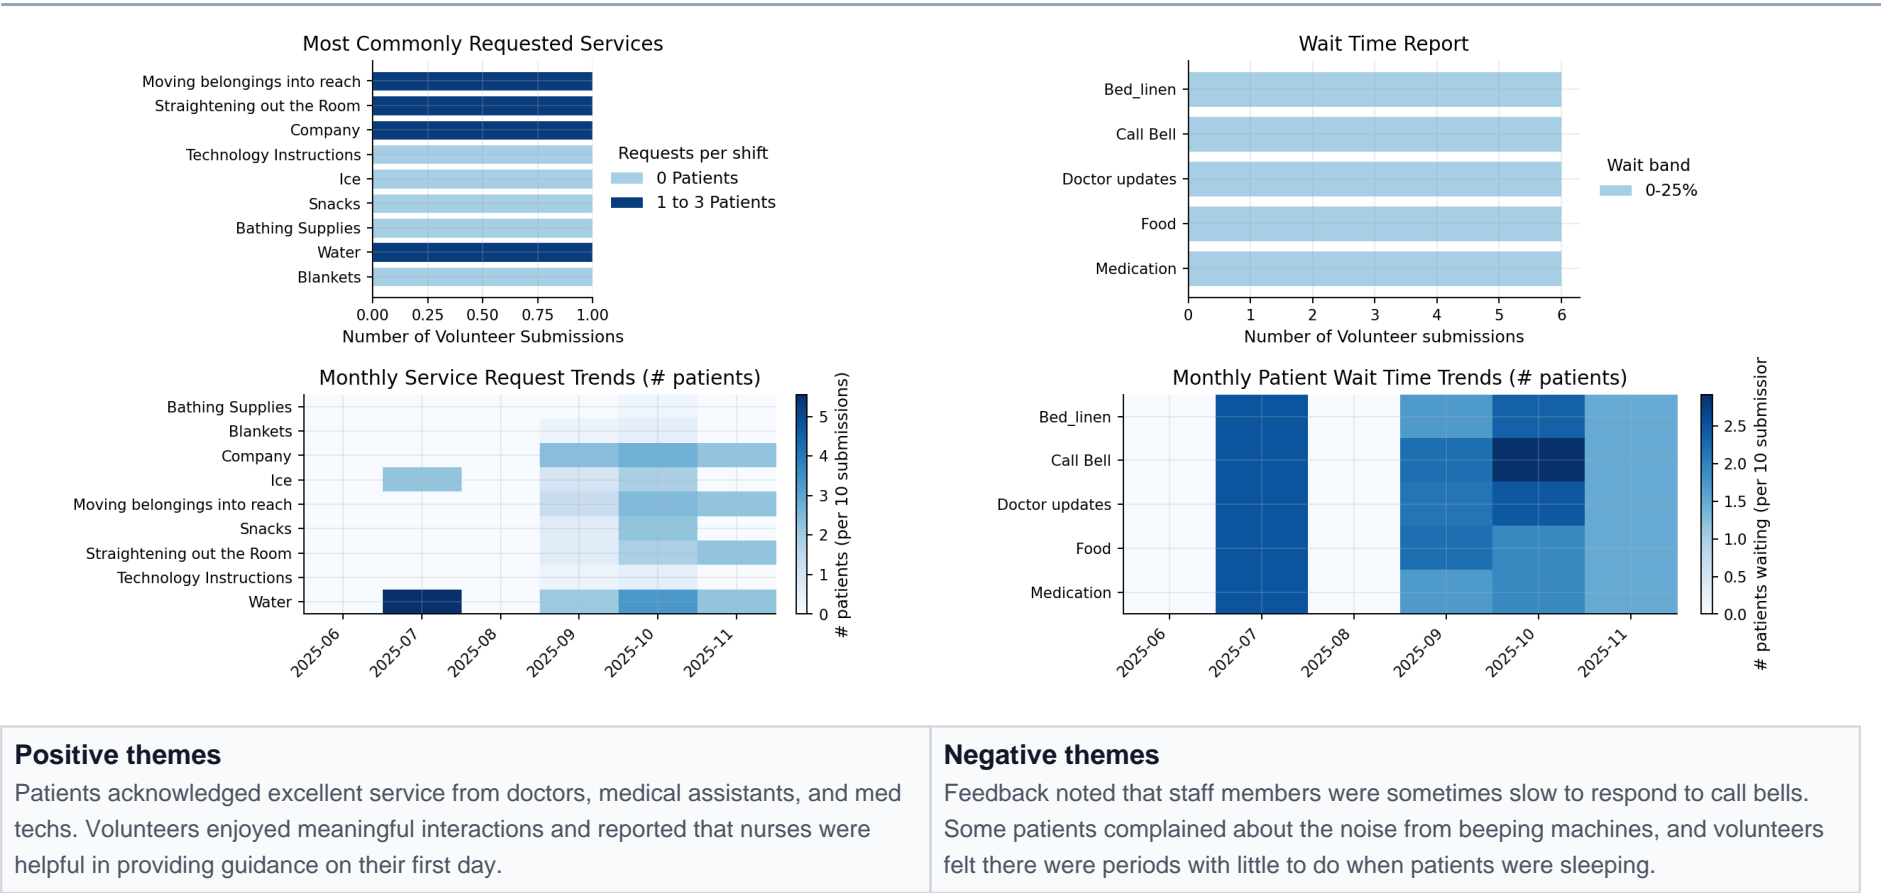 Most Commonly Requested Services
Moving belongings into reach
Straightening out the Room
Company
Technology Instructions
Ice
Snacks
Bathing Supplies
Water
Blankets
0.00 0.25 0.50 0.75 1.00
Number of Volunteer Submissions
Requests per shift
0 Patients
1 to 3 Patients
Wait Time Report
Bed_linen
Call Bell
Doctor updates
Food
Medication
0 1 2 3 4 5 6
Number of Volunteer submissions
Wait band
0-25%
Monthly Service Request Trends (# patients)
Bathing Supplies
Blankets
Company
Ice
Moving belongings into reach
Snacks
Straightening out the Room
Technology Instructions
Water
2025-06 2025-07 2025-08 2025-09 2025-10 2025-11
5
4
3
2
1
0
# patients (per 10 submissions)
Monthly Patient Wait Time Trends (# patients)
Bed_linen
Call Bell
Doctor updates
Food
Medication
2025-06 2025-07 2025-08 2025-09 2025-10 2025-11
2.5
2.0
1.5
1.0
0.5
0.0
# patients waiting (per 10 submission
Positive themes
Patients acknowledged excellent service from doctors, medical assistants, and med
techs. Volunteers enjoyed meaningful interactions and reported that nurses were
helpful in providing guidance on their first day.
Negative themes
Feedback noted that staff members were sometimes slow to respond to call bells.
Some patients complained about the noise from beeping machines, and volunteers
felt there were periods with little to do when patients were sleeping.